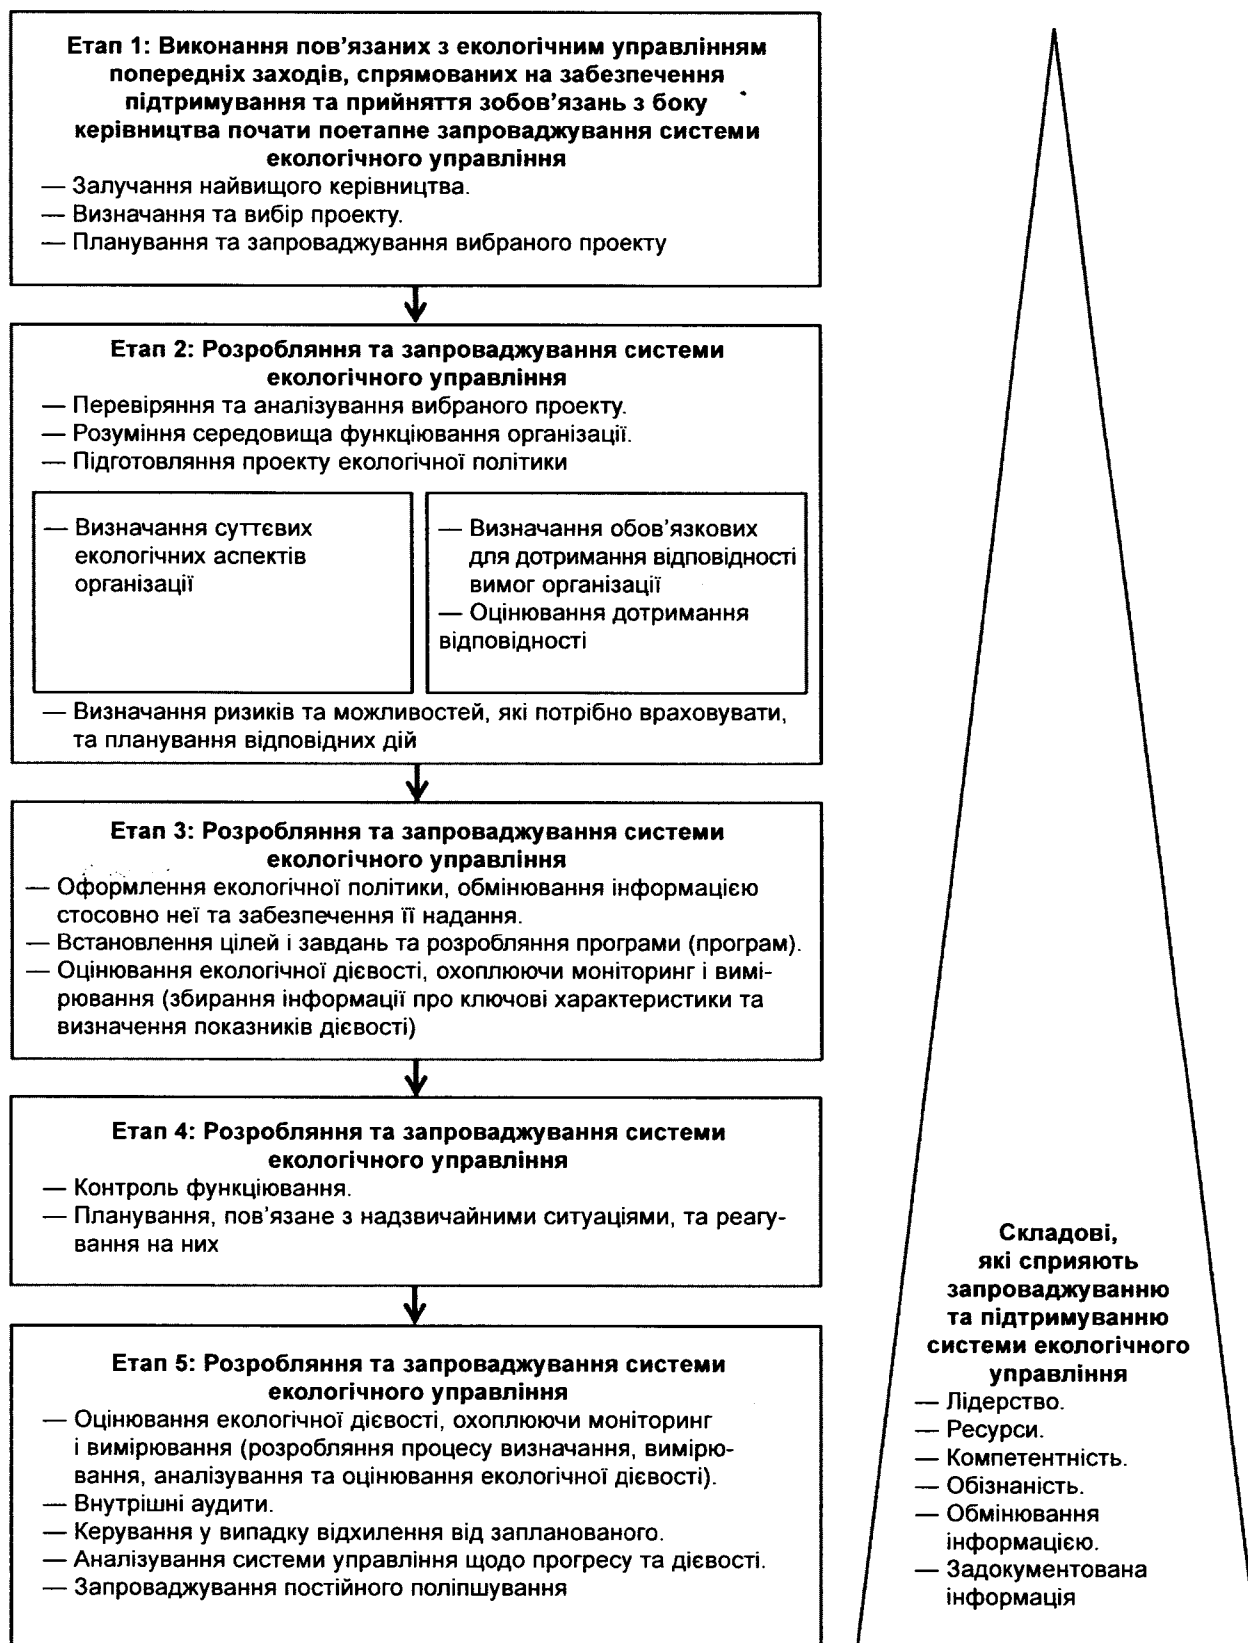 Етап 1: Виконання пов’язаних з екологічним управлінням
попередніх заходів, спрямованих на забезпечення
підтримування та прийняття зобов’язань з боку
керівництва почати поетапне запроваджування системи
екологічного управління
— Залучання найвищого керівництва.
— Визначання та вибір проекту.
— Планування та запроваджування вибраного проекту
Етап 2: Розробляння та запроваджування системи
екологічного управління
— Перевіряння та аналізування вибраного проекту.
— Розуміння середовища функціювання організації.
— Підготовляння проекту екологічної політики
— Визначання суттєвих
екологічних аспектів
організації
— Визначання обов’язкових
для дотримання відповідності
вимог організації
— Оцінювання дотримання
відповідності
— Визначання ризиків та можливостей, які потрібно враховувати,
та планування відповідних дій
Етап 3: Розробляння та запроваджування системи
екологічного управління
— Оформлення екологічної політики, обмінювання інформацією
стосовно неї та забезпечення її надання.
— Встановлення цілей і завдань та розробляння програми (програм).
— Оцінювання екологічної дієвості, охоплюючи моніторинг і вимі-
рювання (збирання інформації про ключові характеристики та
визначення показників дієвості)
Етап 4: Розробляння та запроваджування системи
екологічного управління
— Контроль функціювання.
— Планування, пов’язане з надзвичайними ситуаціями, та реагу-
вання на них
Етап 5: Розробляння та запроваджування системи
екологічного управління
— Оцінювання екологічної дієвості, охоплюючи моніторинг
і вимірювання (розробляння процесу визначання, вимірю-
вання, аналізування та оцінювання екологічної дієвості).
— Внутрішні аудити.
— Керування у випадку відхилення від запланованого.
— Аналізування системи управління щодо прогресу та дієвості.
— Запроваджування постійного поліпшування
Складові,
які сприяють
запроваджуванню
та підтримуванню
системи екологічного
управління
— Лідерство.
— Ресурси.
— Компетентність.
— Обізнаність.
— Обмінювання
інформацією.
— Задокументована
інформація